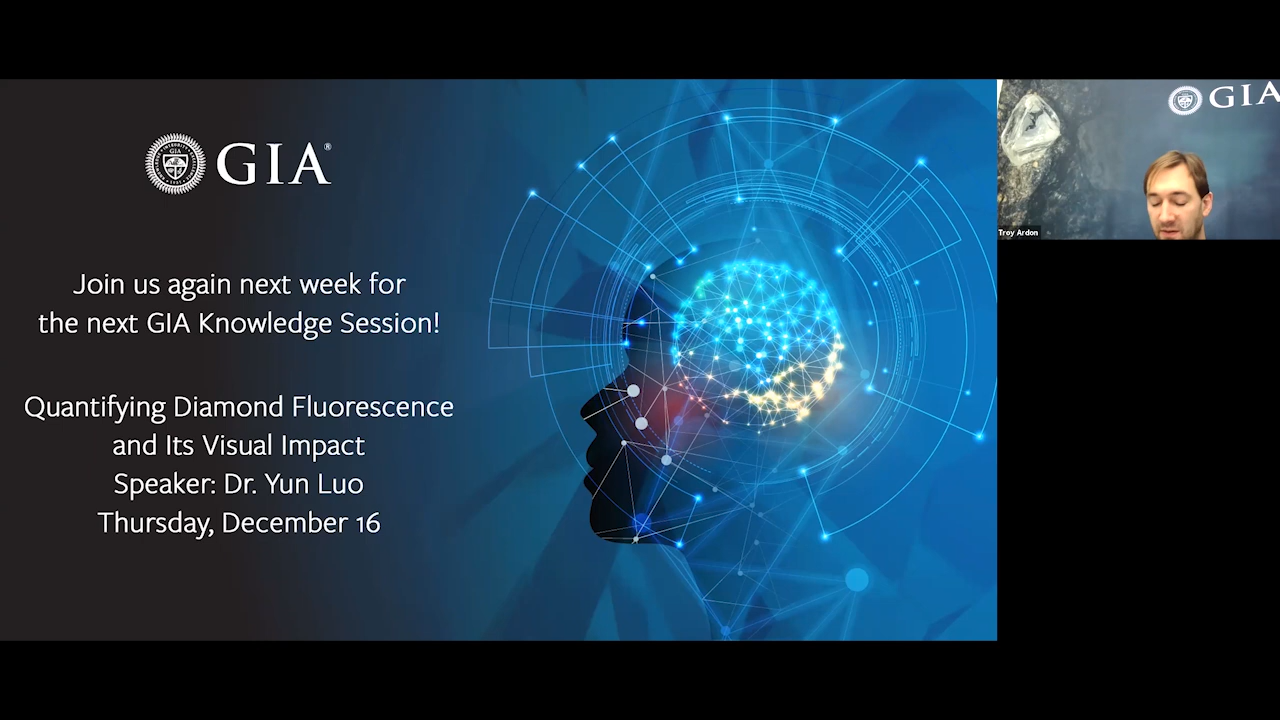 GIA®
Join us again next week for
the next GIA Knowledge Session!
Quantifying Diamond Fluorescence
and Its Visual Impact
Speaker: Dr. Yun Luo
Thursday, December 16
GIA
Troy Ardon